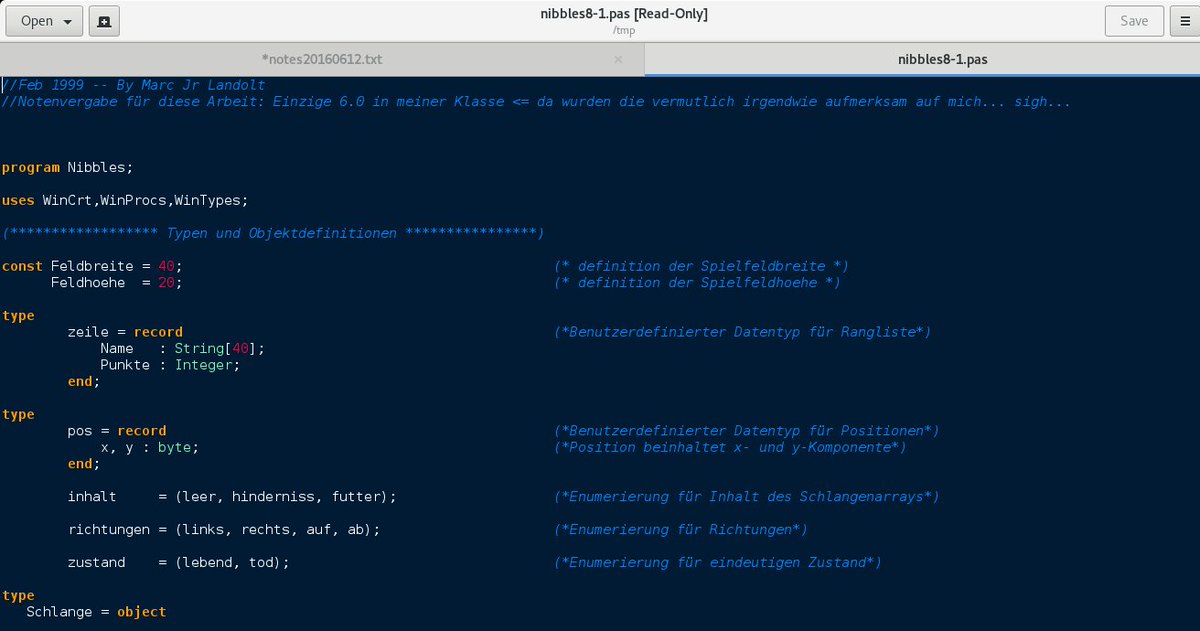 Open
nibbles8-1.pas [Read-Only]
/tmp
Save
*notes20160612.txt
nibbles8-1.pas
//Feb 1999 -- By Marc Jr Landolt
//Notenvergabe für diese Arbeit: Einzige 6.0 in meiner Klasse <= da wurden die vermutlich irgendwie aufmerksam auf mich... sigh...
program Nibbles;
uses WinCrt,WinProcs,WinTypes;
(****************** Typen und Objektdefinitionen ****************)
const Feldbreite = 40; (* definition der Spielfeldbreite *)
Feldhoehe  = 20; (* definition der Spielfeldhoehe *)
type
zeile = record (*Benutzerdefinierter Datentyp für Rangliste*)
Name   : String[40];
Punkte : Integer;
end;
type
pos = record (*Benutzerdefinierter Datentyp für Positionen*)
x, y : byte; (*Position beinhaltet x- und y-Komponente*)
end;
inhalt     = (leer, hinderniss, futter); (*Enumerierung für Inhalt des Schlangenarrays*)
richtungen = (links, rechts, auf, ab); (*Enumerierung für Richtungen*)
zustand    = (lebend, tod); (*Enumerierung für eindeutigen Zustand*)
type
Schlange = object